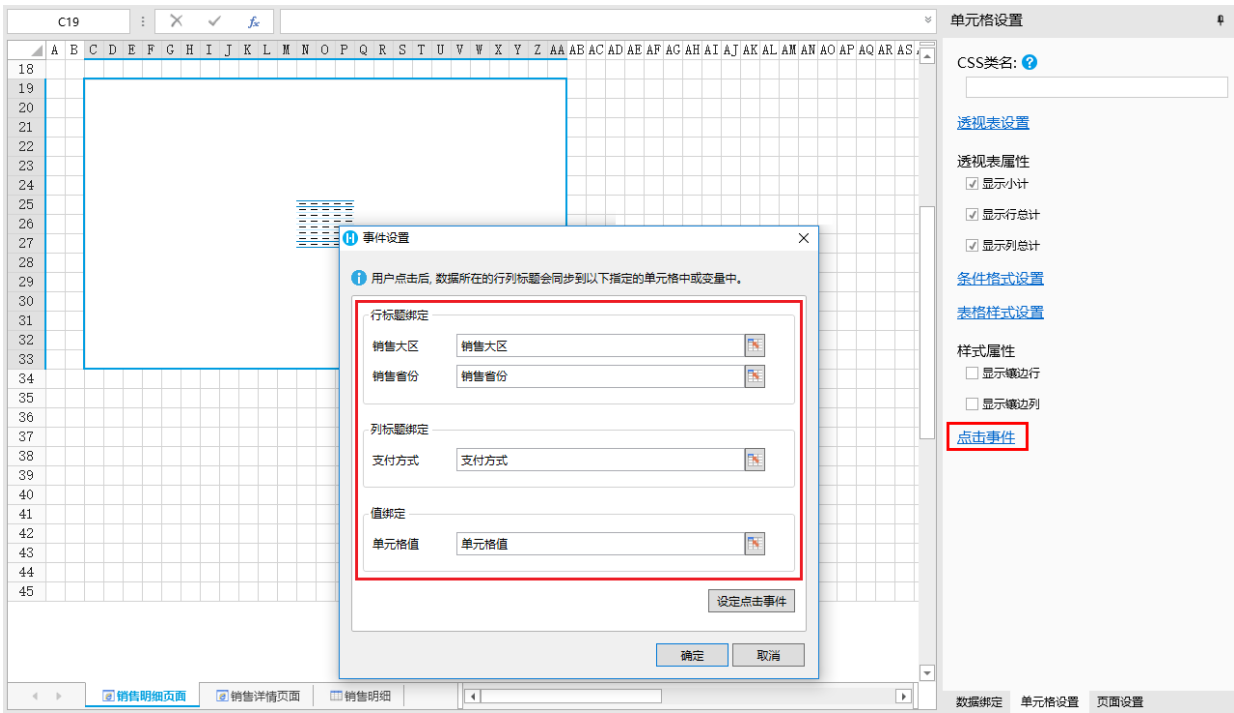 C19
fx
单元格设置
A B C D E F G H I J K L M N O P Q R S T U V W X Y Z AA AB AC AD AE AF AG AH AI AJ AK AL AM AN AO AP AQ AR AS
18
19
20
21
22
23
24
25
26
27
28
29
30
31
32
33
34
35
36
37
38
39
40
41
42
43
44
45
事件设置
用户点击后, 数据所在的行列标题会同步到以下指定的单元格中或变量中。
行标题绑定
销售大区 销售大区
销售省份 销售省份
列标题绑定
支付方式 支付方式
值绑定
单元格值 单元格值
设定点击事件
确定 取消
CSS类名:
透视表设置
透视表属性
显示小计
显示行总计
显示列总计
条件格式设置
表格样式设置
样式属性
显示镶边行
显示镶边列
点击事件
销售明细页面 销售详情页面 销售明细
数据绑定 单元格设置 页面设置